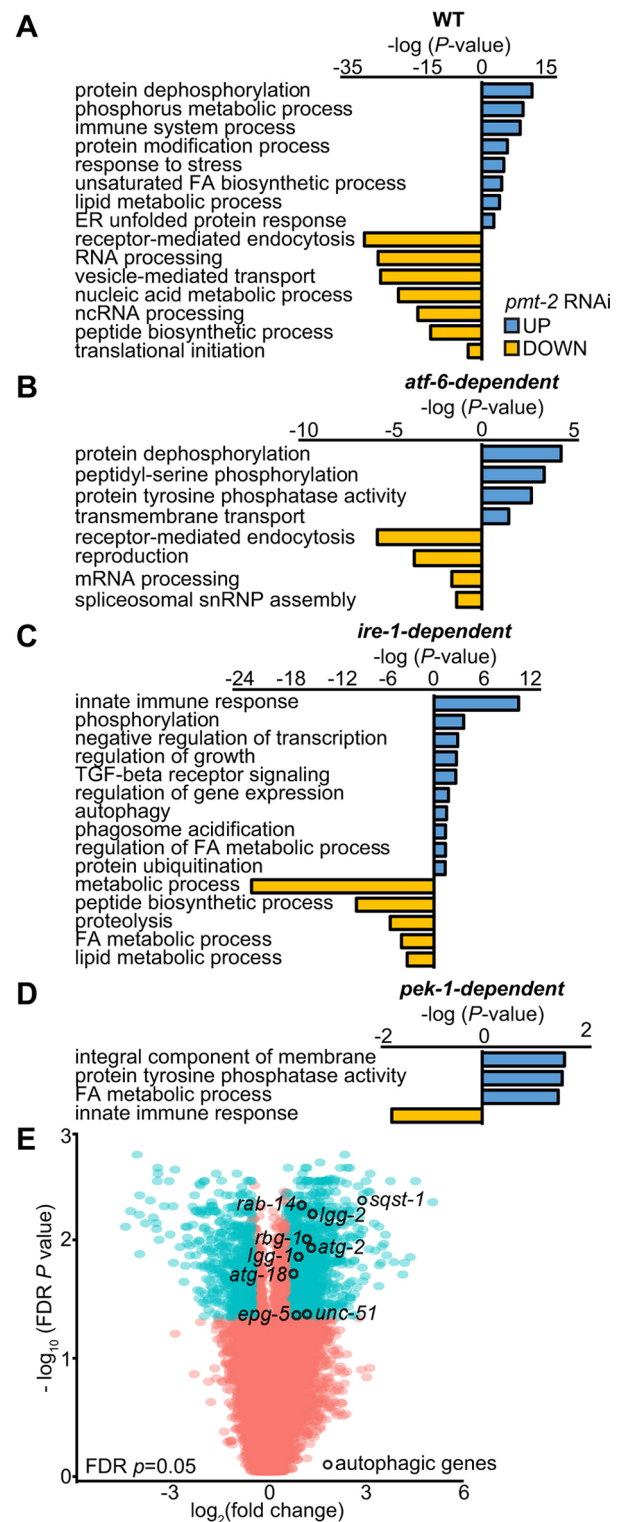 A
WT
-log (P-value)
-35 -15 0 15
protein dephosphorylation
phosphorus metabolic process
immune system process
protein modification process
response to stress
unsaturated FA biosynthetic process
lipid metabolic process
ER unfolded protein response
receptor-mediated endocytosis
RNA processing
vesicle-mediated transport
nucleic acid metabolic process
ncRNA processing
peptide biosynthetic process
translational initiation
pmt-2 RNAi
UP
DOWN
B
atf-6-dependent
-log (P-value)
-10 -5 0 5
protein dephosphorylation
peptidyl-serine phosphorylation
protein tyrosine phosphatase activity
transmembrane transport
receptor-mediated endocytosis
reproduction
mRNA processing
spliceosomal snRNP assembly
C
ire-1-dependent
-log (P-value)
-24 -18 -12 -6 0 6 12
innate immune response
phosphorylation
negative regulation of transcription
regulation of growth
TGF-beta receptor signaling
regulation of gene expression
autophagy
phagosome acidification
regulation of FA metabolic process
protein ubiquitination
metabolic process
peptide biosynthetic process
proteolysis
FA metabolic process
lipid metabolic process
D
pek-1-dependent
-log (P-value)
-2 0 2
integral component of membrane
protein tyrosine phosphatase activity
FA metabolic process
innate immune response
E
- log10 (FDR P value)
3
2
1
0
rab-14
sqst-1
lgg-2
rbg-1
atg-2
lgg-1
atg-18
epg-5
unc-51
autophagic genes
FDR p=0.05
-3 0 3 6
log2(fold change)